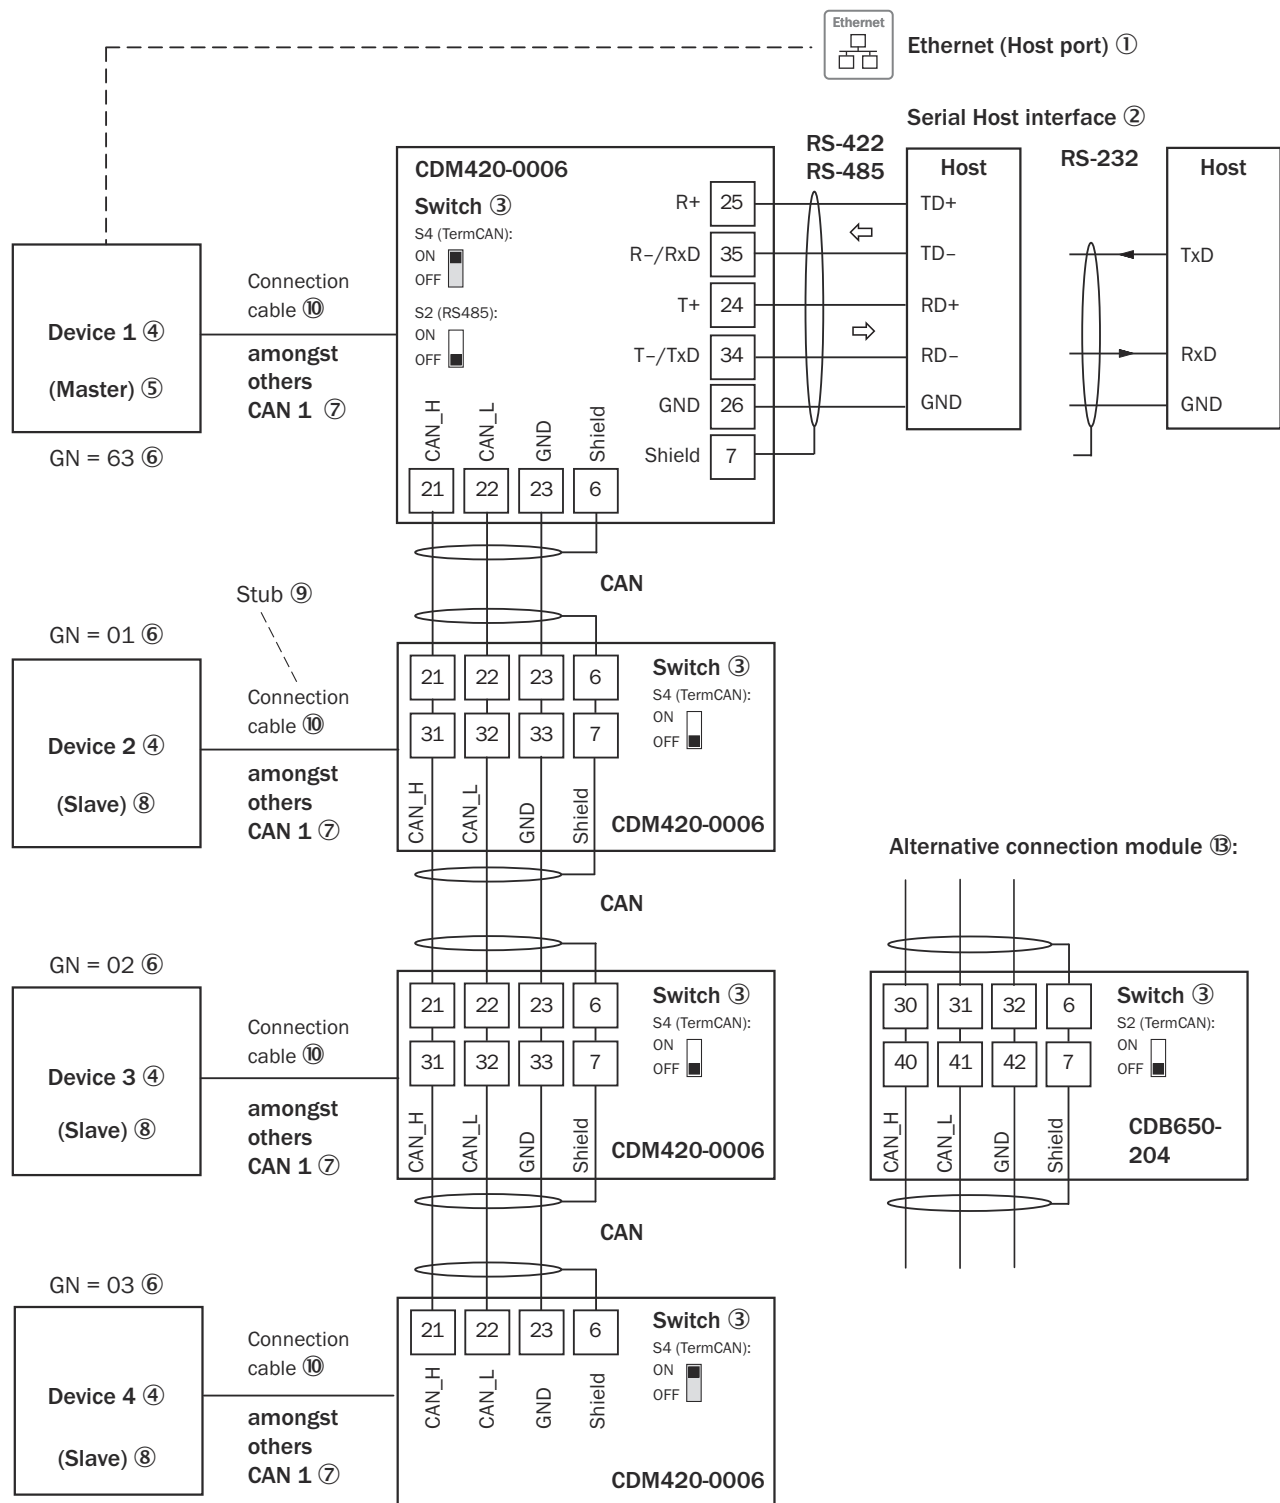 Ethernet
Ethernet (Host port) ①
Serial Host interface ②
RS-422
RS-485
RS-232
CDM420-0006
Switch ③
S4 (TermCAN):
ON
OFF
S2 (RS485):
ON
OFF
R+ 25
R–/RxD 35
T+ 24
T–/TxD 34
GND 26
Shield 7
Host
TD+
TD–
RD+
RD–
GND
Host
TxD
RxD
GND
Device 1 ④
(Master) ⑤
GN = 63 ⑥
Connection
cable ⑩
amongst
others
CAN 1 ⑦
CAN_H
CAN_L
GND
Shield
21 22 23 6
CAN
Stub ⑨
GN = 01 ⑥
Device 2 ④
(Slave) ⑧
Connection
cable ⑩
amongst
others
CAN 1 ⑦
21 22 23 6
31 32 33 7
CAN_H
CAN_L
GND
Shield
Switch ③
S4 (TermCAN):
ON
OFF
CDM420-0006
CAN
GN = 02 ⑥
Device 3 ④
(Slave) ⑧
Connection
cable ⑩
amongst
others
CAN 1 ⑦
21 22 23 6
31 32 33 7
CAN_H
CAN_L
GND
Shield
Switch ③
S4 (TermCAN):
ON
OFF
CDM420-0006
CAN
Alternative connection module ⑬:
30 31 32 6
40 41 42 7
CAN_H
CAN_L
GND
Shield
Switch ③
S2 (TermCAN):
ON
OFF
CDB650-
204
GN = 03 ⑥
Device 4 ④
(Slave) ⑧
Connection
cable ⑩
amongst
others
CAN 1 ⑦
21 22 23 6
CAN_H
CAN_L
GND
Shield
Switch ③
S4 (TermCAN):
ON
OFF
CDM420-0006